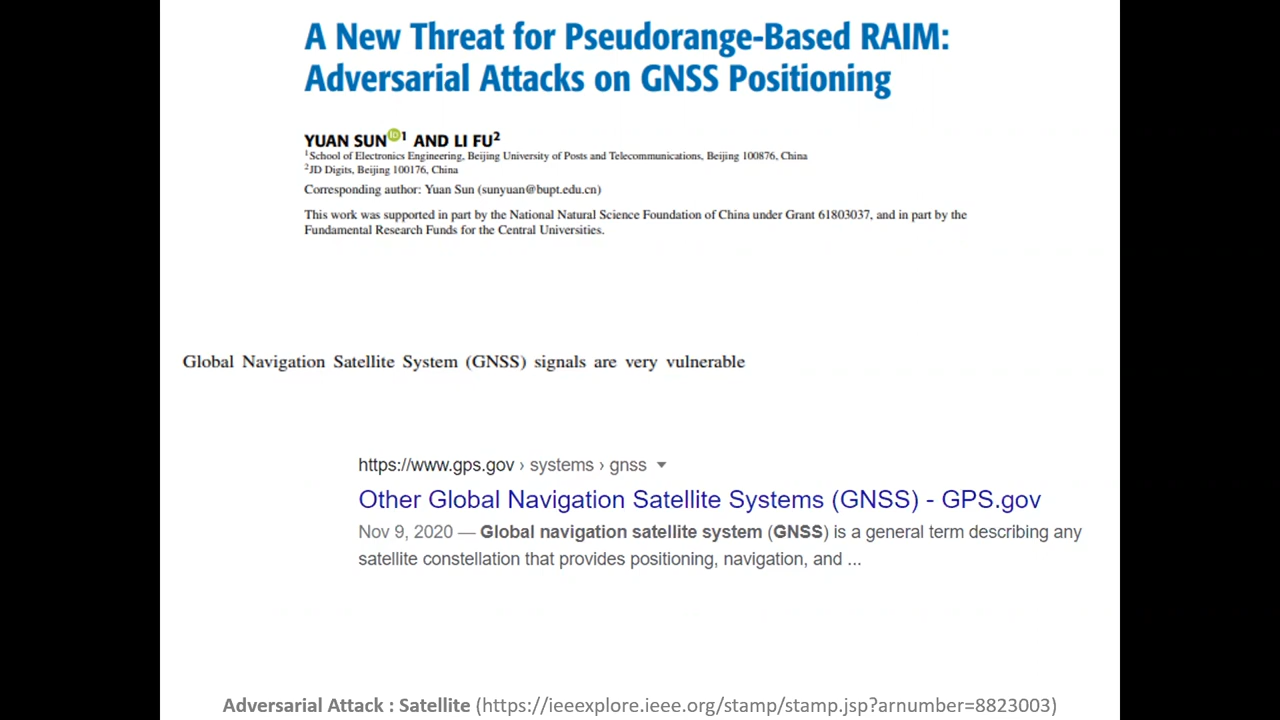 A New Threat for Pseudorange-Based RAIM:
Adversarial Attacks on GNSS Positioning
YUAN SUN iD 1 AND LI FU2
1School of Electronics Engineering, Beijing University of Posts and Telecommunications, Beijing 100876, China
2JD Digits, Beijing 100176, China
Corresponding author: Yuan Sun (sunyuan@bupt.edu.cn)
This work was supported in part by the National Natural Science Foundation of China under Grant 61803037, and in part by the
Fundamental Research Funds for the Central Universities.
Global Navigation Satellite System (GNSS) signals are very vulnerable
https://www.gps.gov › systems › gnss
Other Global Navigation Satellite Systems (GNSS) - GPS.gov
Nov 9, 2020 — Global navigation satellite system (GNSS) is a general term describing any
satellite constellation that provides positioning, navigation, and ...
Adversarial Attack : Satellite (https://ieeexplore.ieee.org/stamp/stamp.jsp?arnumber=8823003)